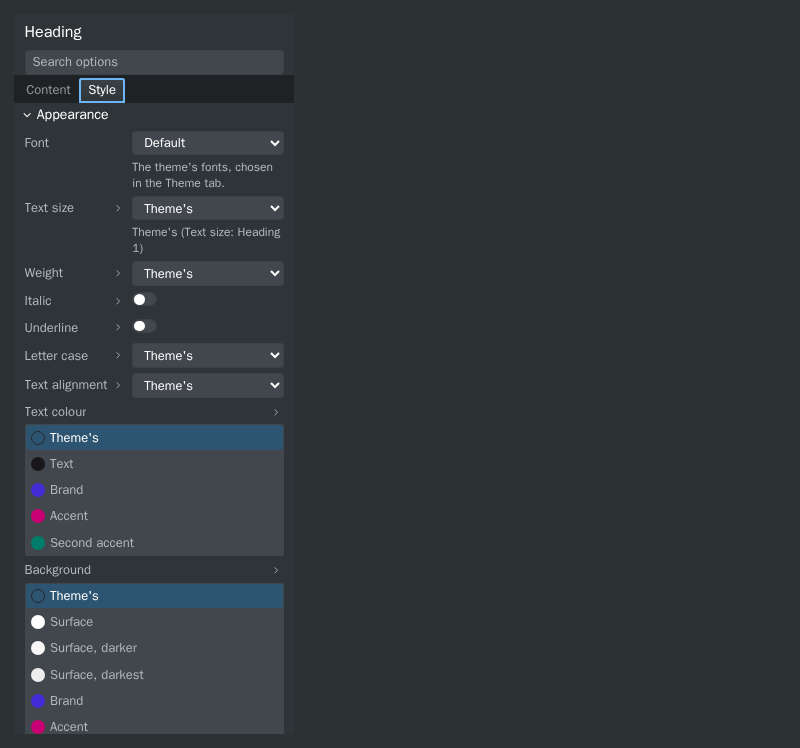 Heading
Search options
Content Style
Appearance
Font Default
The theme's fonts, chosen
in the Theme tab.
Text size Theme's
Theme's (Text size: Heading
1)
Weight Theme's
Italic
Underline
Letter case Theme's
Text alignment Theme's
Text colour
Theme's
Text
Brand
Accent
Second accent
Background
Theme's
Surface
Surface, darker
Surface, darkest
Brand
Accent